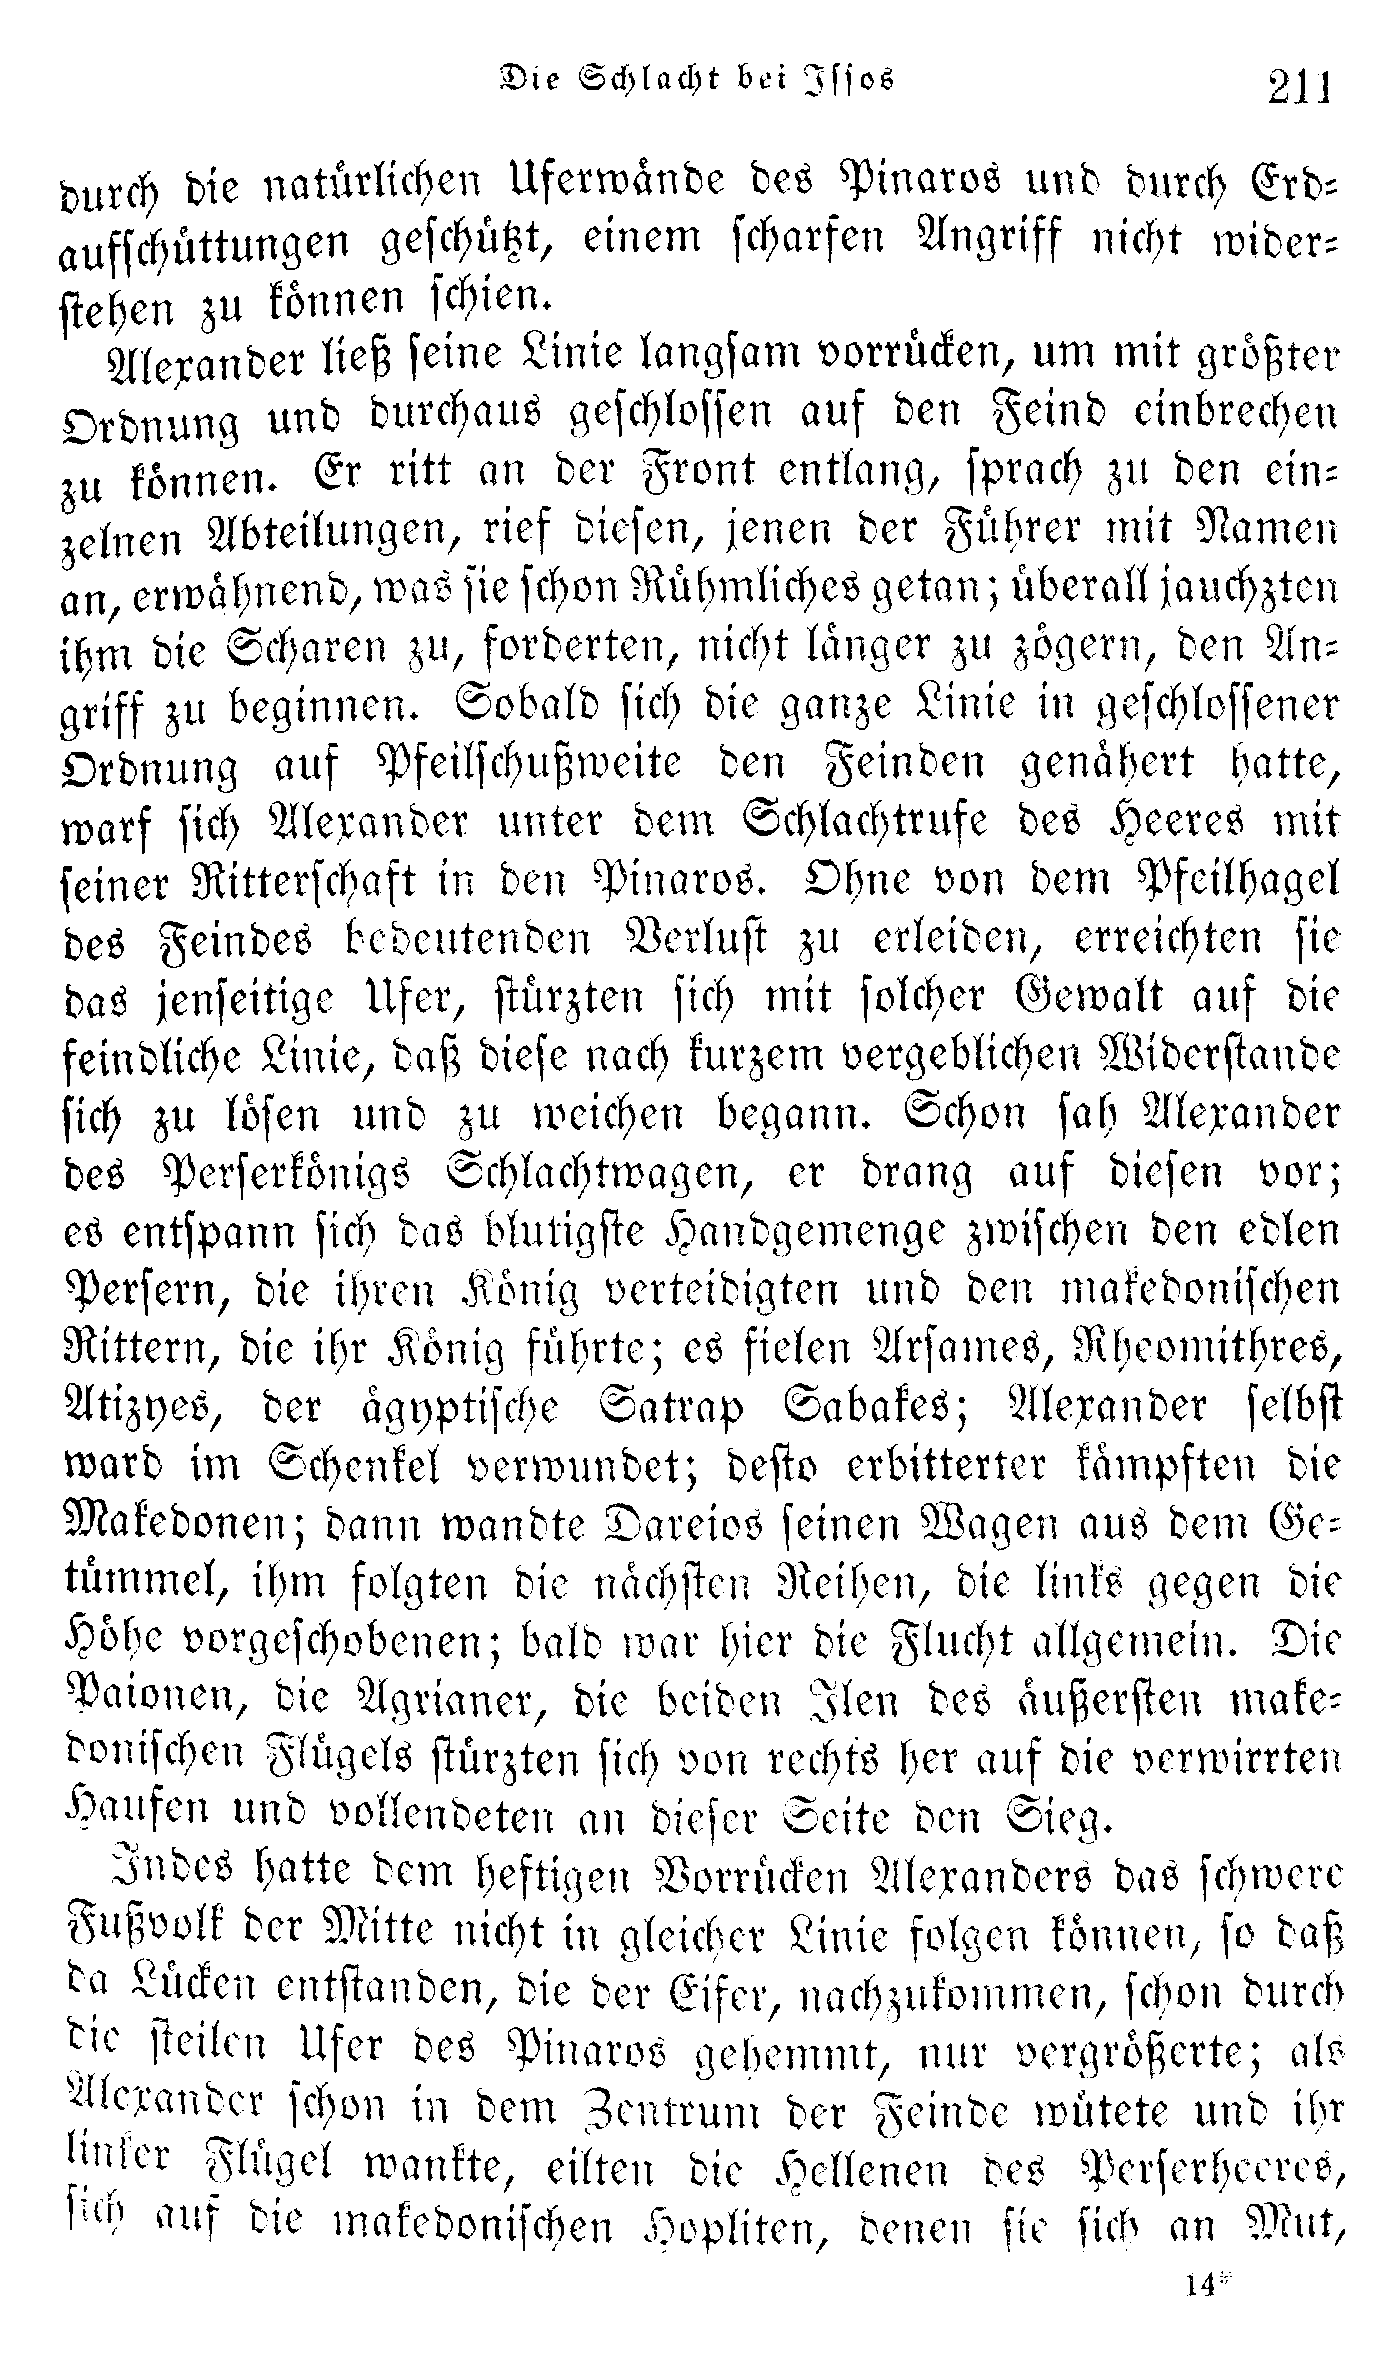 Die Schlacht bei Issos 211
durch die natürlichen Uferwände des Pinaros und durch Erd-
aufschüttungen geschützt, einem scharfen Angriff nicht wider-
stehen zu können schien.
Alexander ließ seine Linie langsam vorrücken, um mit größter
Ordnung und durchaus geschlossen auf den Feind einbrechen
zu können. Er ritt an der Front entlang, sprach zu den ein-
zelnen Abteilungen, rief diesen, jenen der Führer mit Namen
an, erwähnend, was sie schon Rühmliches getan; überall jauchzten
ihm die Scharen zu, forderten, nicht länger zu zögern, den An-
griff zu beginnen. Sobald sich die ganze Linie in geschlossener
Ordnung auf Pfeilschußweite den Feinden genähert hatte,
warf sich Alexander unter dem Schlachtrufe des Heeres mit
seiner Ritterschaft in den Pinaros. Ohne von dem Pfeilhagel
des Feindes bedeutenden Verlust zu erleiden, erreichten sie
das jenseitige Ufer, stürzten sich mit solcher Gewalt auf die
feindliche Linie, daß diese nach kurzem vergeblichen Widerstande
sich zu lösen und zu weichen begann. Schon sah Alexander
des Perserkönigs Schlachtwagen, er drang auf diesen vor;
es entspann sich das blutigste Handgemenge zwischen den edlen
Persern, die ihren König verteidigten und den makedonischen
Rittern, die ihr König führte; es fielen Arsames, Rheomithres,
Atizyes, der ägyptische Satrap Sabakes; Alexander selbst
ward im Schenkel verwundet; desto erbitterter kämpften die
Makedonen; dann wandte Dareios seinen Wagen aus dem Ge-
tümmel, ihm folgten die nächsten Reihen, die links gegen die
Höhe vorgeschobenen; bald war hier die Flucht allgemein. Die
Paionen, die Agrianer, die beiden Ilen des äußersten make-
donischen Flügels stürzten sich von rechts her auf die verwirrten
Haufen und vollendeten an dieser Seite den Sieg.
Indes hatte dem heftigen Vorrücken Alexanders das schwere
Fußvolk der Mitte nicht in gleicher Linie folgen können, so daß
da Lücken entstanden, die der Eifer, nachzukommen, schon durch
die steilen Ufer des Pinaros gehemmt, nur vergrößerte; als
Alexander schon in dem Zentrum der Feinde wütete und ihr
linker Flügel wankte, eilten die Hellenen des Perserheeres,
sich auf die makedonischen Hopliten, denen sie sich an Mut,
14*